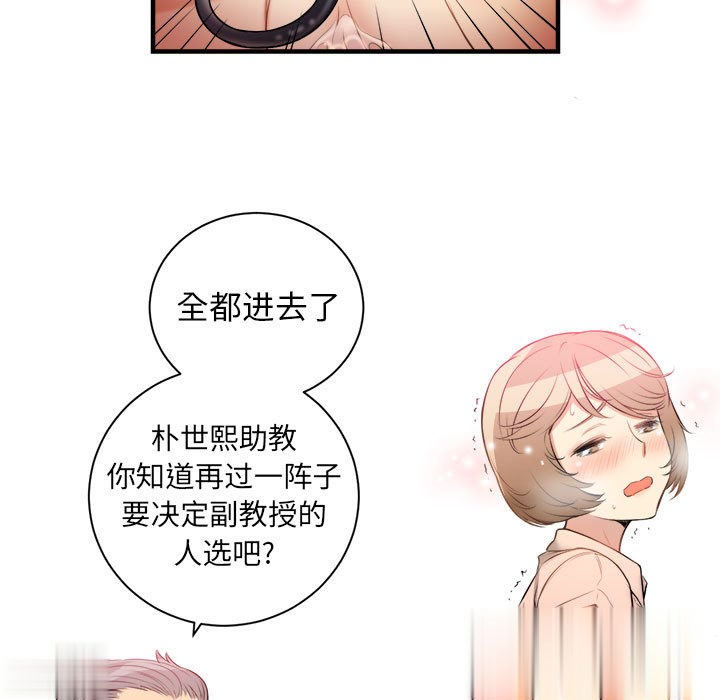 全都进去了
朴世熙助教
你知道再过一阵子
要决定副教授的
人选吧?